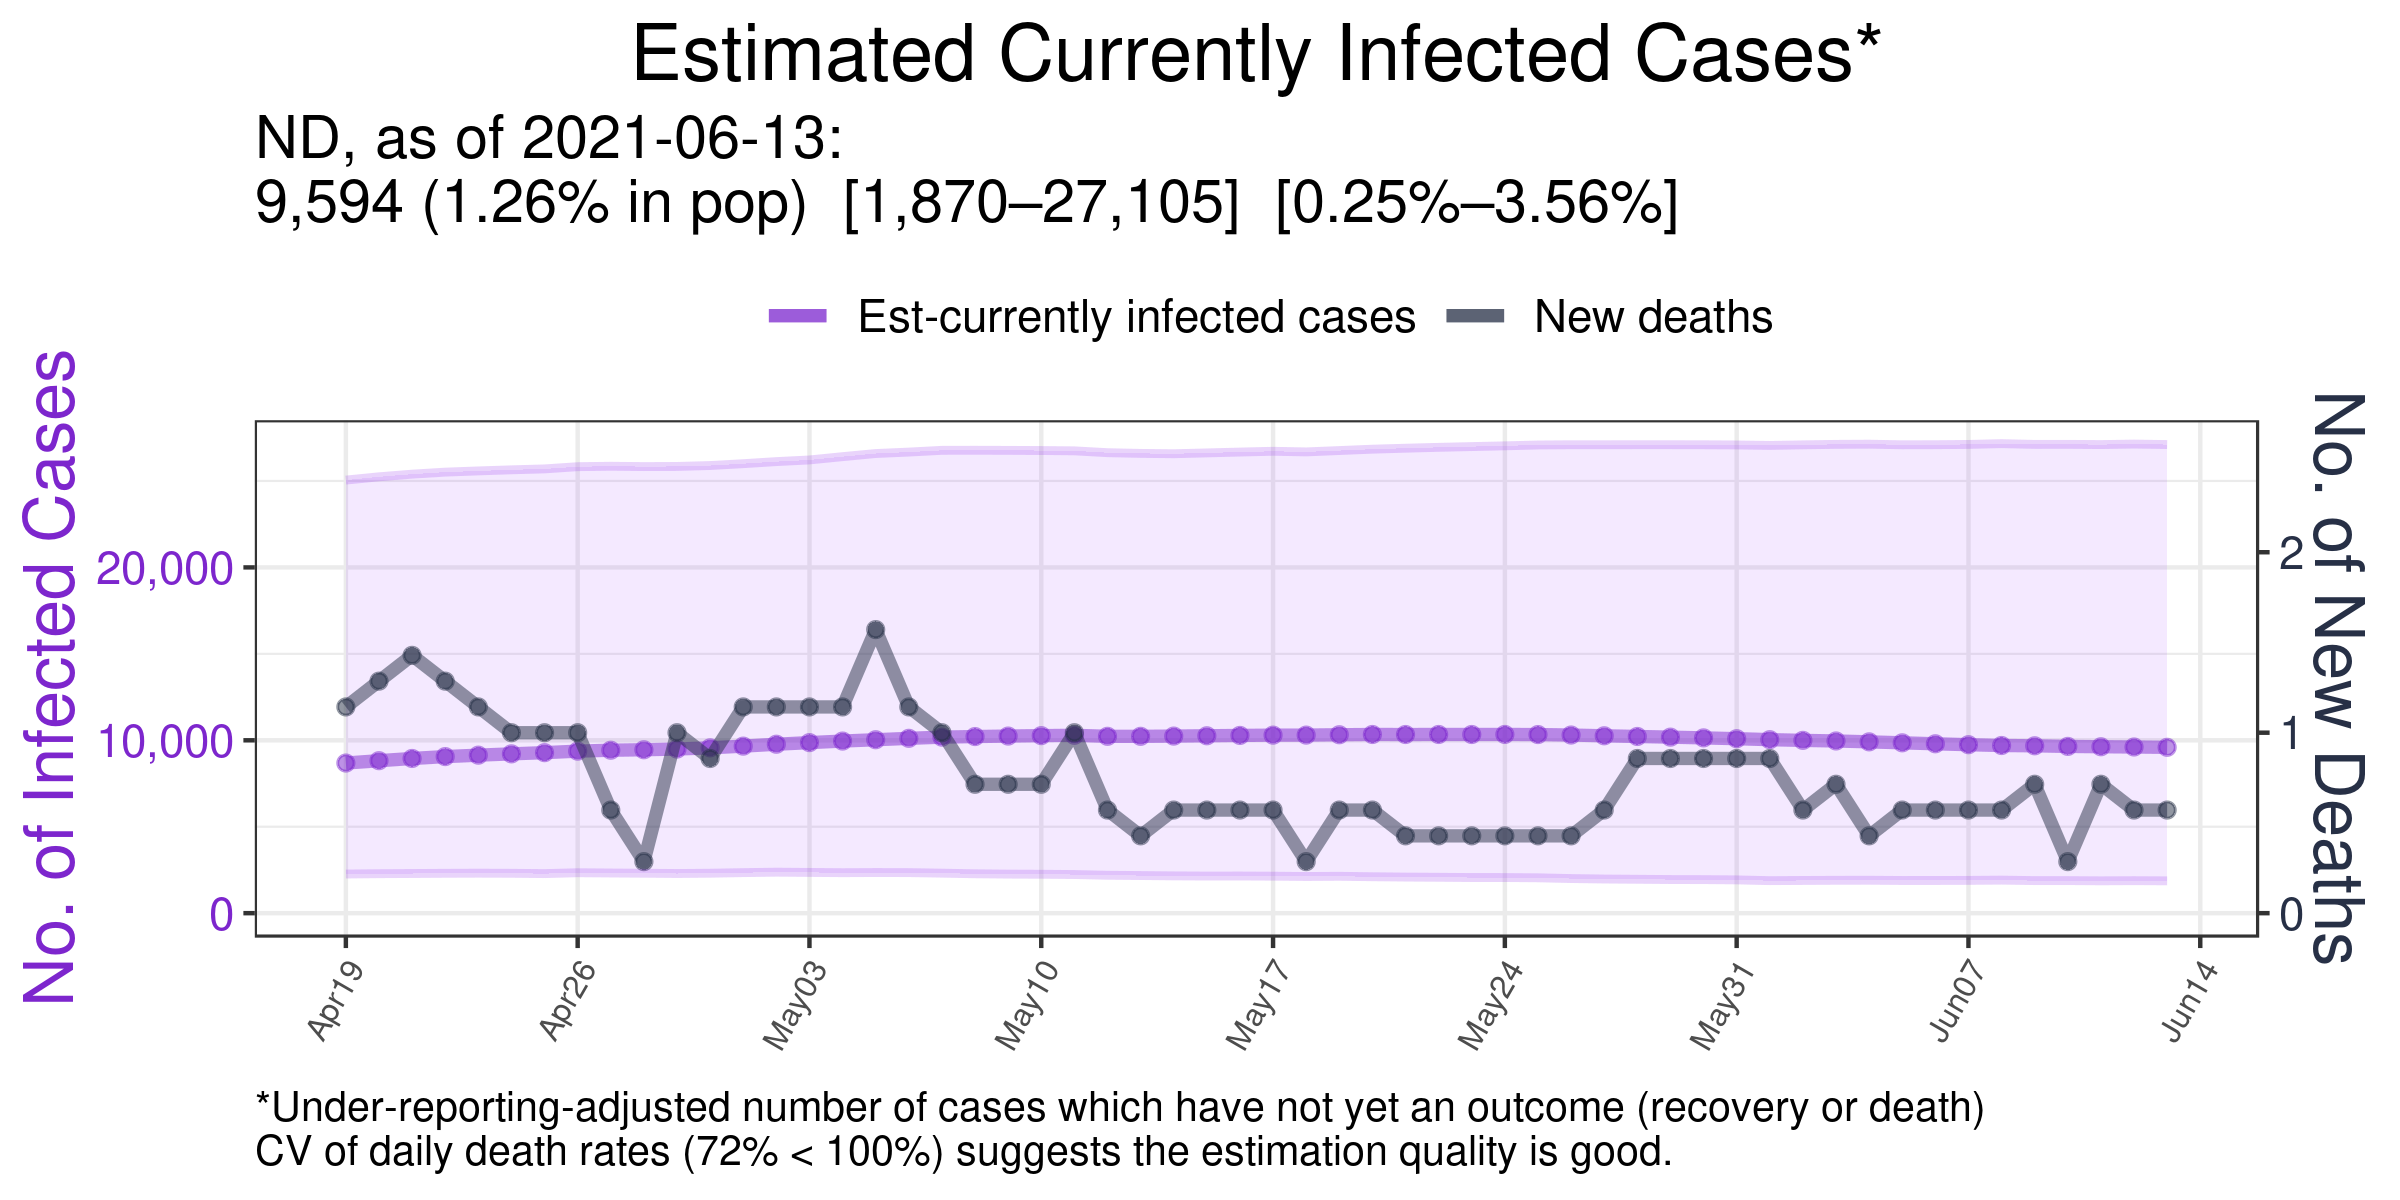 Estimated Currently Infected Cases*
ND, as of 2021-06-13:
9,594 (1.26% in pop)  [1,870–27,105]  [0.25%–3.56%]
Est-currently infected cases
New deaths
No. of Infected Cases
20,000
10,000
0
2
1
0
No. of New Deaths
Apr19
Apr26
May03
May10
May17
May24
May31
Jun07
Jun14
*Under-reporting-adjusted number of cases which have not yet an outcome (recovery or death)
CV of daily death rates (72% < 100%) suggests the estimation quality is good.